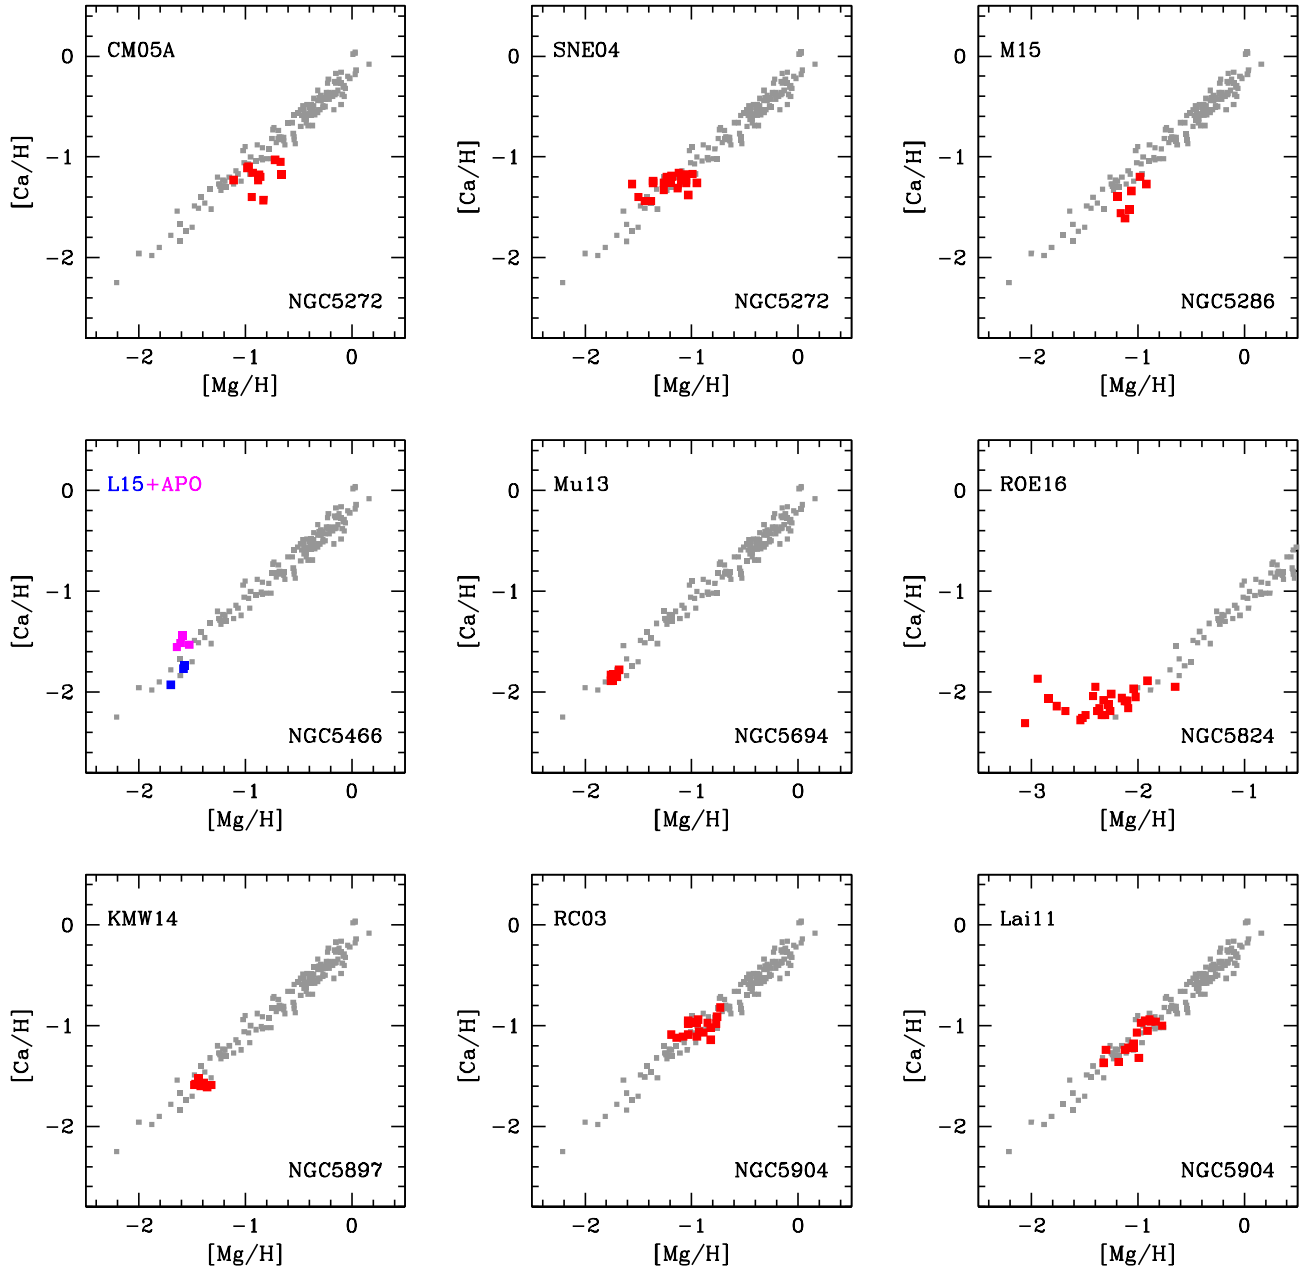 CM05A
SNE04
M15
0
0
0
[Ca/H]
[Ca/H]
[Ca/H]
−1
−1
−1
−2
−2
−2
NGC5272
NGC5272
NGC5286
−2 −1 0
−2 −1 0
−2 −1 0
[Mg/H]
[Mg/H]
[Mg/H]
L15+APO
Mu13
ROE16
0
0
0
[Ca/H]
[Ca/H]
[Ca/H]
−1
−1
−1
−2
−2
−2
NGC5466
NGC5694
NGC5824
−2 −1 0
−2 −1 0
−3 −2 −1
[Mg/H]
[Mg/H]
[Mg/H]
KMW14
RC03
Lai11
0
0
0
[Ca/H]
[Ca/H]
[Ca/H]
−1
−1
−1
−2
−2
−2
NGC5897
NGC5904
NGC5904
−2 −1 0
−2 −1 0
−2 −1 0
[Mg/H]
[Mg/H]
[Mg/H]